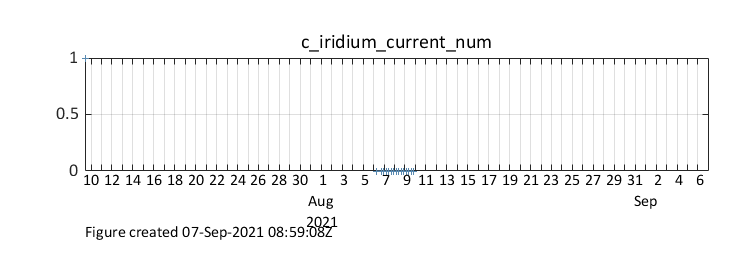 c_iridium_current_num
1
0.5
0
10 12 14 16 18 20 22 24 26 28 30 1 3 5 7 9 11 13 15 17 19 21 23 25 27 29 31 2 4 6
Aug Sep
2021
Figure created 07-Sep-2021 08:59:08Z